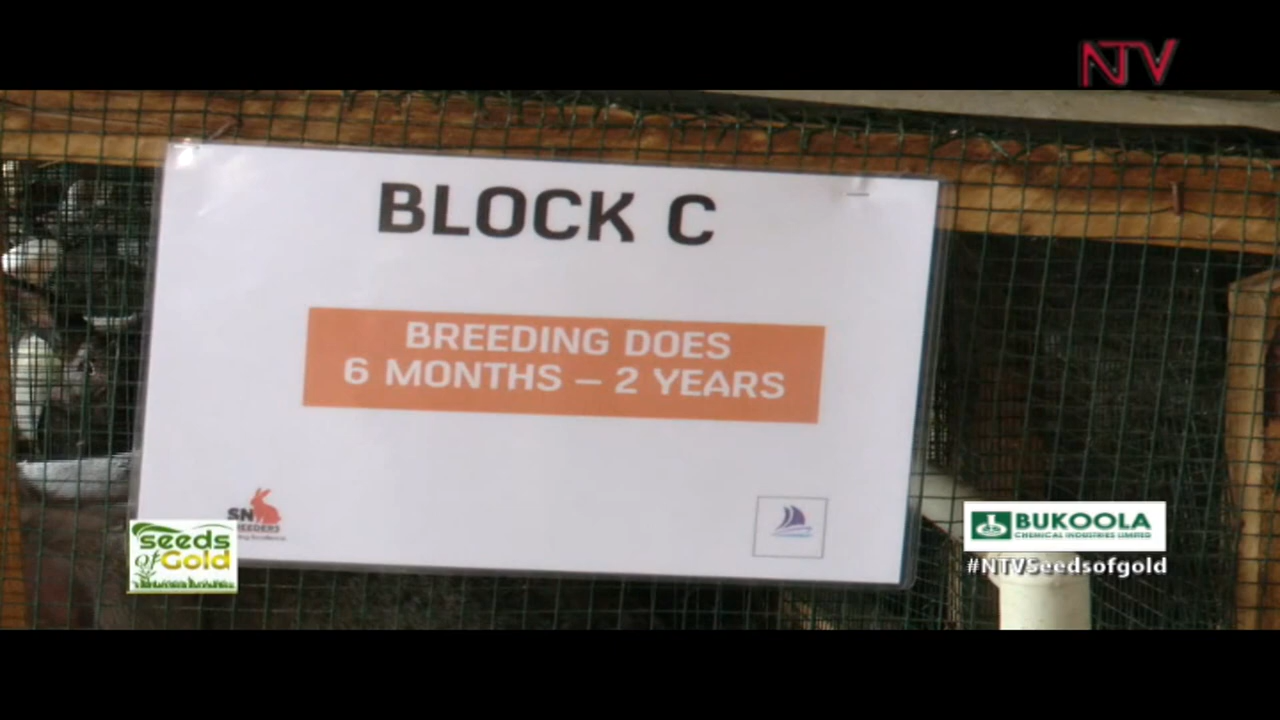 NTV
BLOCK C
BREEDING DOES
6 MONTHS – 2 YEARS
SN
seeds
of Gold
BUKOOLA
CHEMICAL INDUSTRIES LIMITED
#NTVSeedsofgold